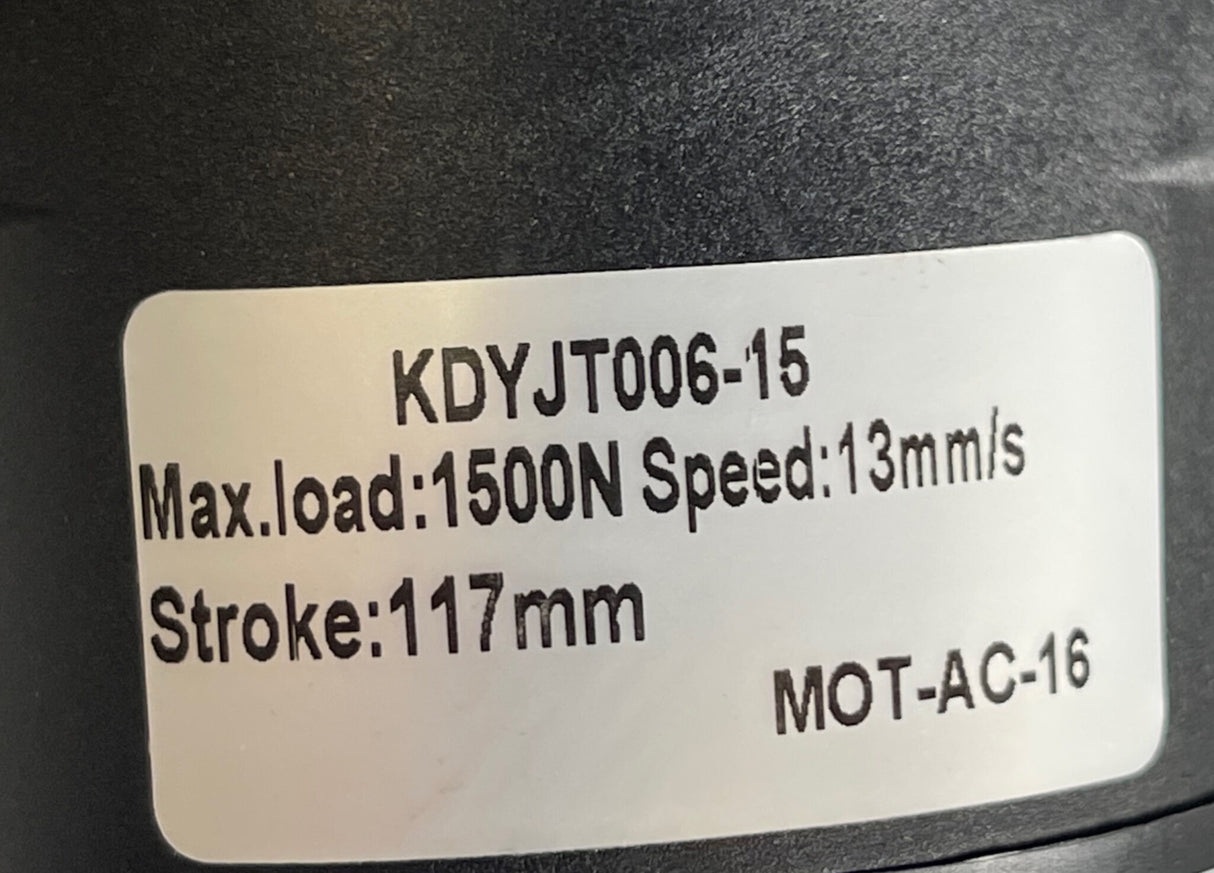 KDYJT006-15
Max.load:1500N Speed:13mm/s
Stroke:117mm
MOT-AC-16